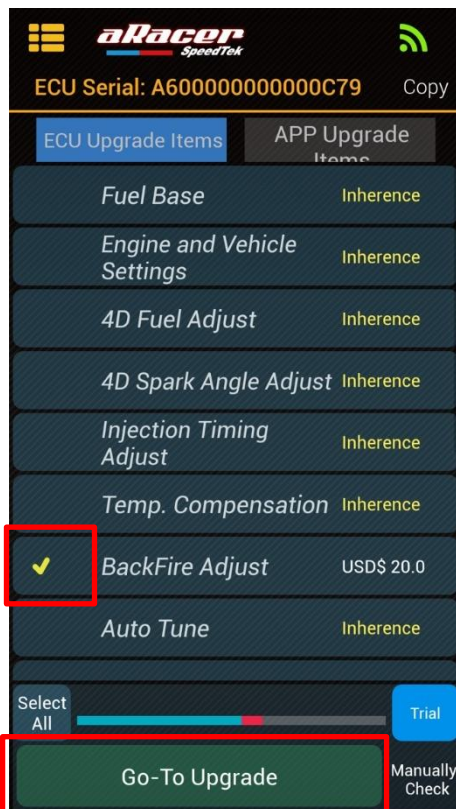 aRacer
SpeedTek
ECU Serial: A600000000000C79 Copy
ECU Upgrade Items
APP Upgrade
Items
Fuel Base Inherence
Engine and Vehicle
Settings Inherence
4D Fuel Adjust Inherence
4D Spark Angle Adjust Inherence
Injection Timing
Adjust Inherence
Temp. Compensation Inherence
BackFire Adjust USD$ 20.0
Auto Tune Inherence
Select
All
Trial
Go-To Upgrade
Manually
Check